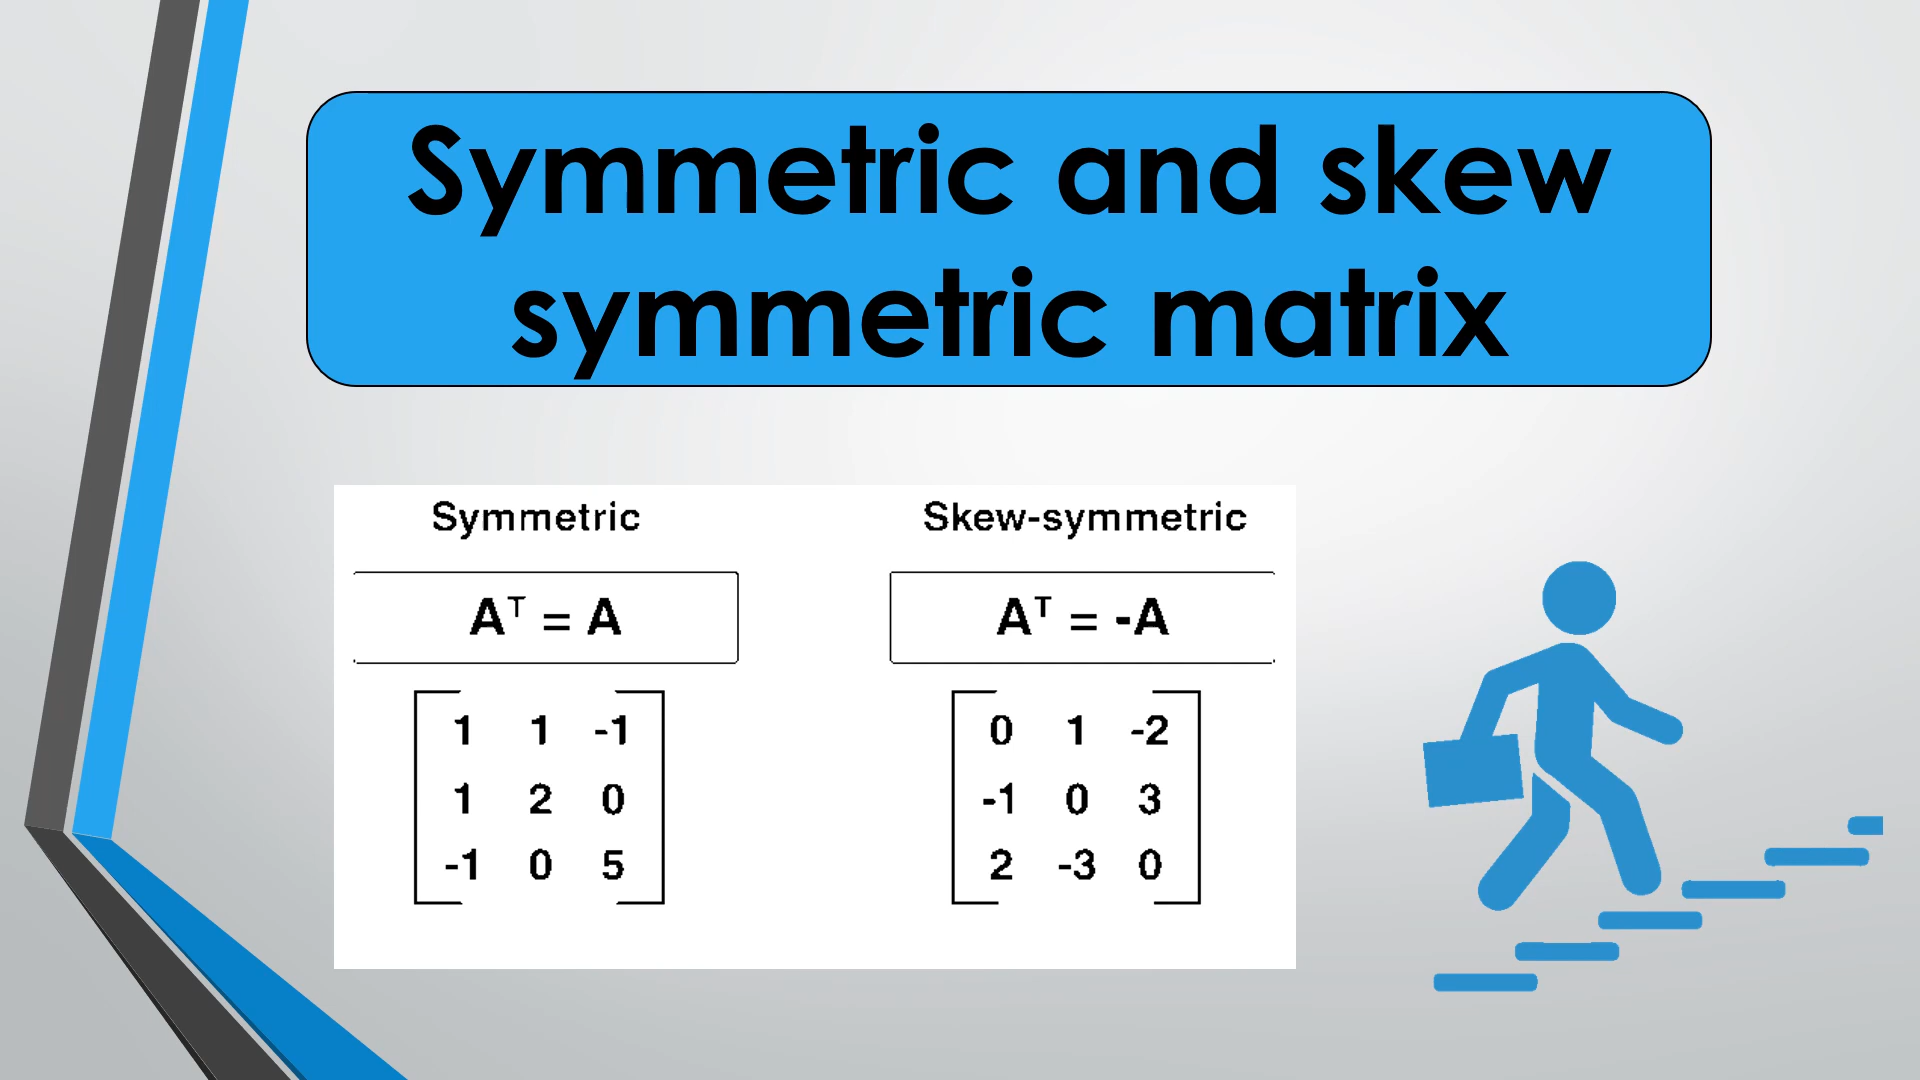 Symmetric and skew
symmetric matrix
Symmetric Skew-symmetric
Aᵀ = A Aᵀ = -A
1 1 -1 0 1 -2
1 2 0 -1 0 3
-1 0 5 2 -3 0